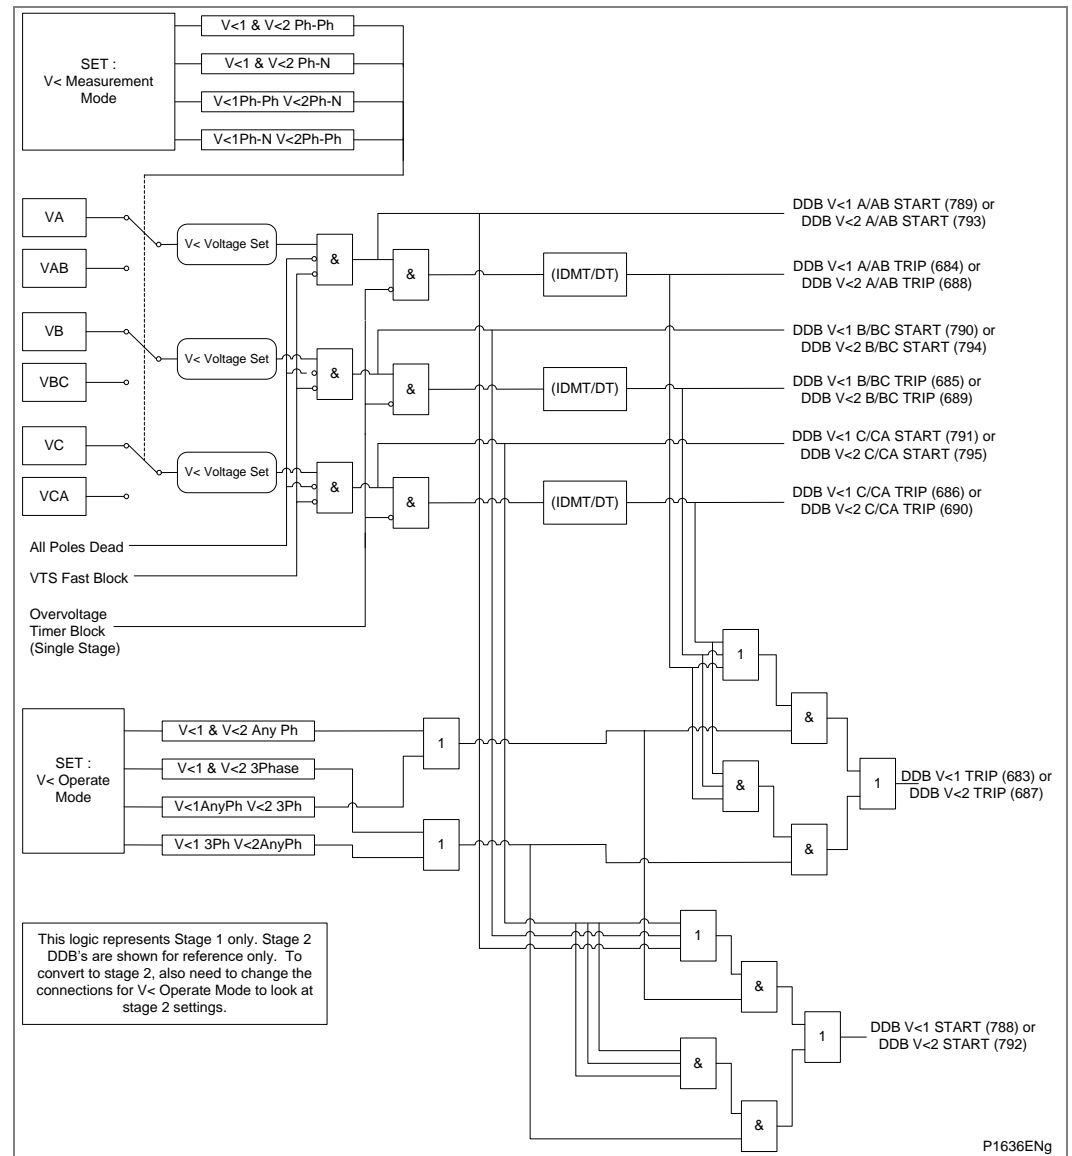 V<1 & V<2 Ph-Ph
SET :
V< Measurement
Mode
V<1 & V<2 Ph-N
V<1Ph-Ph V<2Ph-N
V<1Ph-N V<2Ph-Ph
VA
V< Voltage Set
&
&
(IDMT/DT)
DDB V<1 A/AB START (789) or
DDB V<2 A/AB START (793)
VAB
DDB V<1 A/AB TRIP (684) or
DDB V<2 A/AB TRIP (688)
VB
V< Voltage Set
&
&
(IDMT/DT)
DDB V<1 B/BC START (790) or
DDB V<2 B/BC START (794)
VBC
DDB V<1 B/BC TRIP (685) or
DDB V<2 B/BC TRIP (689)
VC
V< Voltage Set
&
&
(IDMT/DT)
DDB V<1 C/CA START (791) or
DDB V<2 C/CA START (795)
VCA
DDB V<1 C/CA TRIP (686) or
DDB V<2 C/CA TRIP (690)
All Poles Dead
VTS Fast Block
Overvoltage
Timer Block
(Single Stage)
1
&
SET :
V< Operate
Mode
V<1 & V<2 Any Ph
V<1 & V<2 3Phase
V<1AnyPh V<2 3Ph
V<1 3Ph V<2AnyPh
1
1
&
&
1
DDB V<1 TRIP (683) or
DDB V<2 TRIP (687)
This logic represents Stage 1 only. Stage 2
DDB's are shown for reference only. To
convert to stage 2, also need to change the
connections for V< Operate Mode to look at
stage 2 settings.
1
&
&
&
1
DDB V<1 START (788) or
DDB V<2 START (792)
P1636ENg